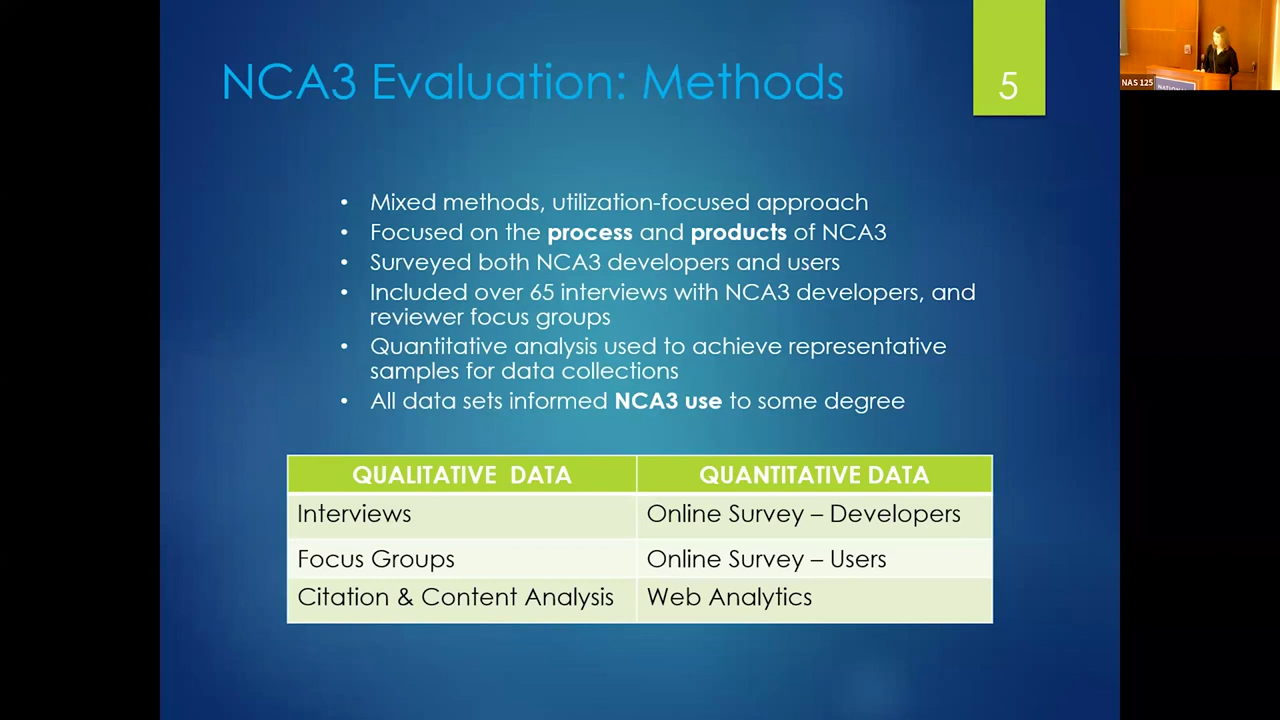 NCA3 Evaluation: Methods
5
• Mixed methods, utilization-focused approach
• Focused on the process and products of NCA3
• Surveyed both NCA3 developers and users
• Included over 65 interviews with NCA3 developers, and
reviewer focus groups
• Quantitative analysis used to achieve representative
samples for data collections
• All data sets informed NCA3 use to some degree
QUALITATIVE DATA QUANTITATIVE DATA
Interviews Online Survey – Developers
Focus Groups Online Survey – Users
Citation & Content Analysis Web Analytics
NAS 125